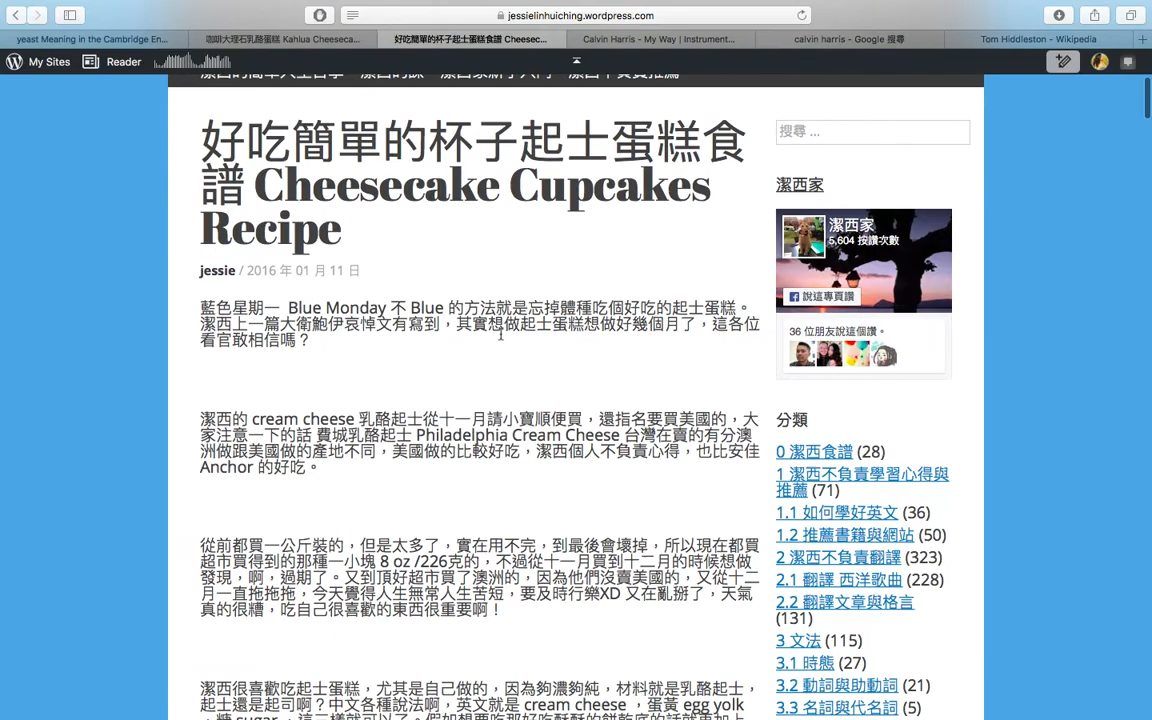 jessielinhuiching.wordpress.com
yeast Meaning in the Cambridge En...
咖啡大理石乳酪蛋糕 Kahlua Cheeseca...
好吃簡單的杯子起士蛋糕食譜 Cheesec...
Calvin Harris - My Way | Instrument...
calvin harris - Google 搜尋
Tom Hiddleston - Wikipedia
My Sites
Reader
好吃簡單的杯子起士蛋糕食
譜 Cheesecake Cupcakes
Recipe
jessie / 2016 年 01 月 11 日
藍色星期一 Blue Monday 不 Blue 的方法就是忘掉體種吃個好吃的起士蛋糕。
潔西上一篇大衛鮑伊哀悼文有寫到，其實想做起士蛋糕想做好幾個月了，這各位
看官敢相信嗎？
潔西的 cream cheese 乳酪起士從十一月請小寶順便買，還指名要買美國的，大
家注意一下的話 費城乳酪起士 Philadelphia Cream Cheese 台灣在賣的有分澳
洲做跟美國做的產地不同，美國做的比較好吃，潔西個人不負責心得，也比安佳
Anchor 的好吃。
從前都買一公斤裝的，但是太多了，實在用不完，到最後會壞掉，所以現在都買
超市買得到的那種一小塊 8 oz /226克的，不過從十一月買到十二月的時候想做
發現，啊，過期了。又到頂好超市買了澳洲的，因為他們沒賣美國的，又從十二
月一直拖拖拖，今天覺得人生無常人生苦短，要及時行樂XD 又在亂掰了，天氣
真的很糟，吃自己很喜歡的東西很重要啊！
潔西很喜歡吃起士蛋糕，尤其是自己做的，因為夠濃夠純，材料就是乳酪起士，
起士還是起司啊？中文各種說法啊，英文就是 cream cheese ，蛋黃 egg yolk
搜尋 ...
潔西家
潔西家
5,604 按讚次數
說這專頁讚
36 位朋友說這個讚。
分類
0 潔西食譜 (28)
1 潔西不負責學習心得與
推薦 (71)
1.1 如何學好英文 (36)
1.2 推薦書籍與網站 (50)
2 潔西不負責翻譯 (323)
2.1 翻譯 西洋歌曲 (228)
2.2 翻譯文章與格言
(131)
3 文法 (115)
3.1 時態 (27)
3.2 動詞與助動詞 (21)
3.3 名詞與代名詞 (5)